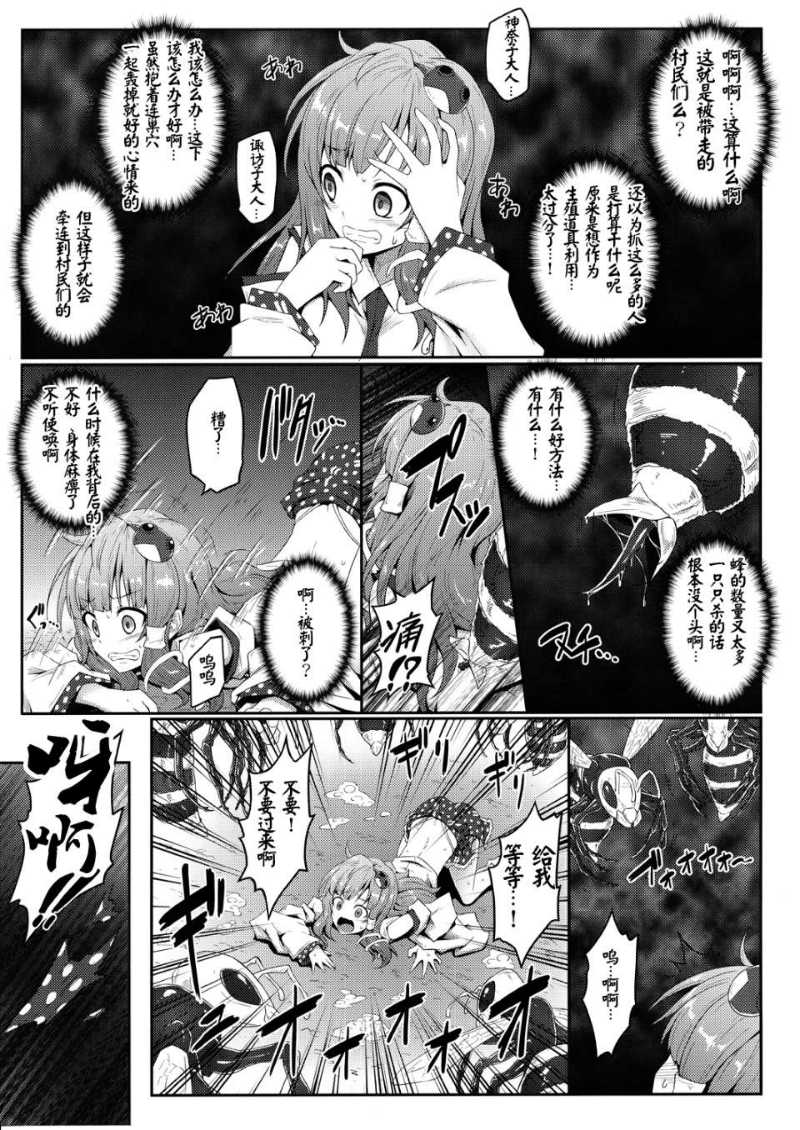 啊啊啊…这算什么啊
这就是被带走的
村民们么？
神奈子大人…
あわ
我该怎么办…这下
该怎么办才好啊…
虽然抱着连巢穴
一起轰掉就好的心情来的
还以为抓这么多的人
是打算干什么呢
原来是想作为
生殖道具利用…
太过分了…！
あわ
诹访子大人…
あわ
但这样子就会
牵连到村民们的
有什么好方法…
有什么…！
蜂的数量又太多
一只只杀的话
根本没个头啊…
ヌチ…
プスッ
痛!?
糟了…
バタッ…
什么时候在我背后的…
不好 身体麻痹了
不听使唤啊
啊…被刺了？
ぐっ
呜呜
ブォオォォ〜
呜…啊啊…
给我
等等…！
不要！
不要过来啊
オオオ
呀啊!!